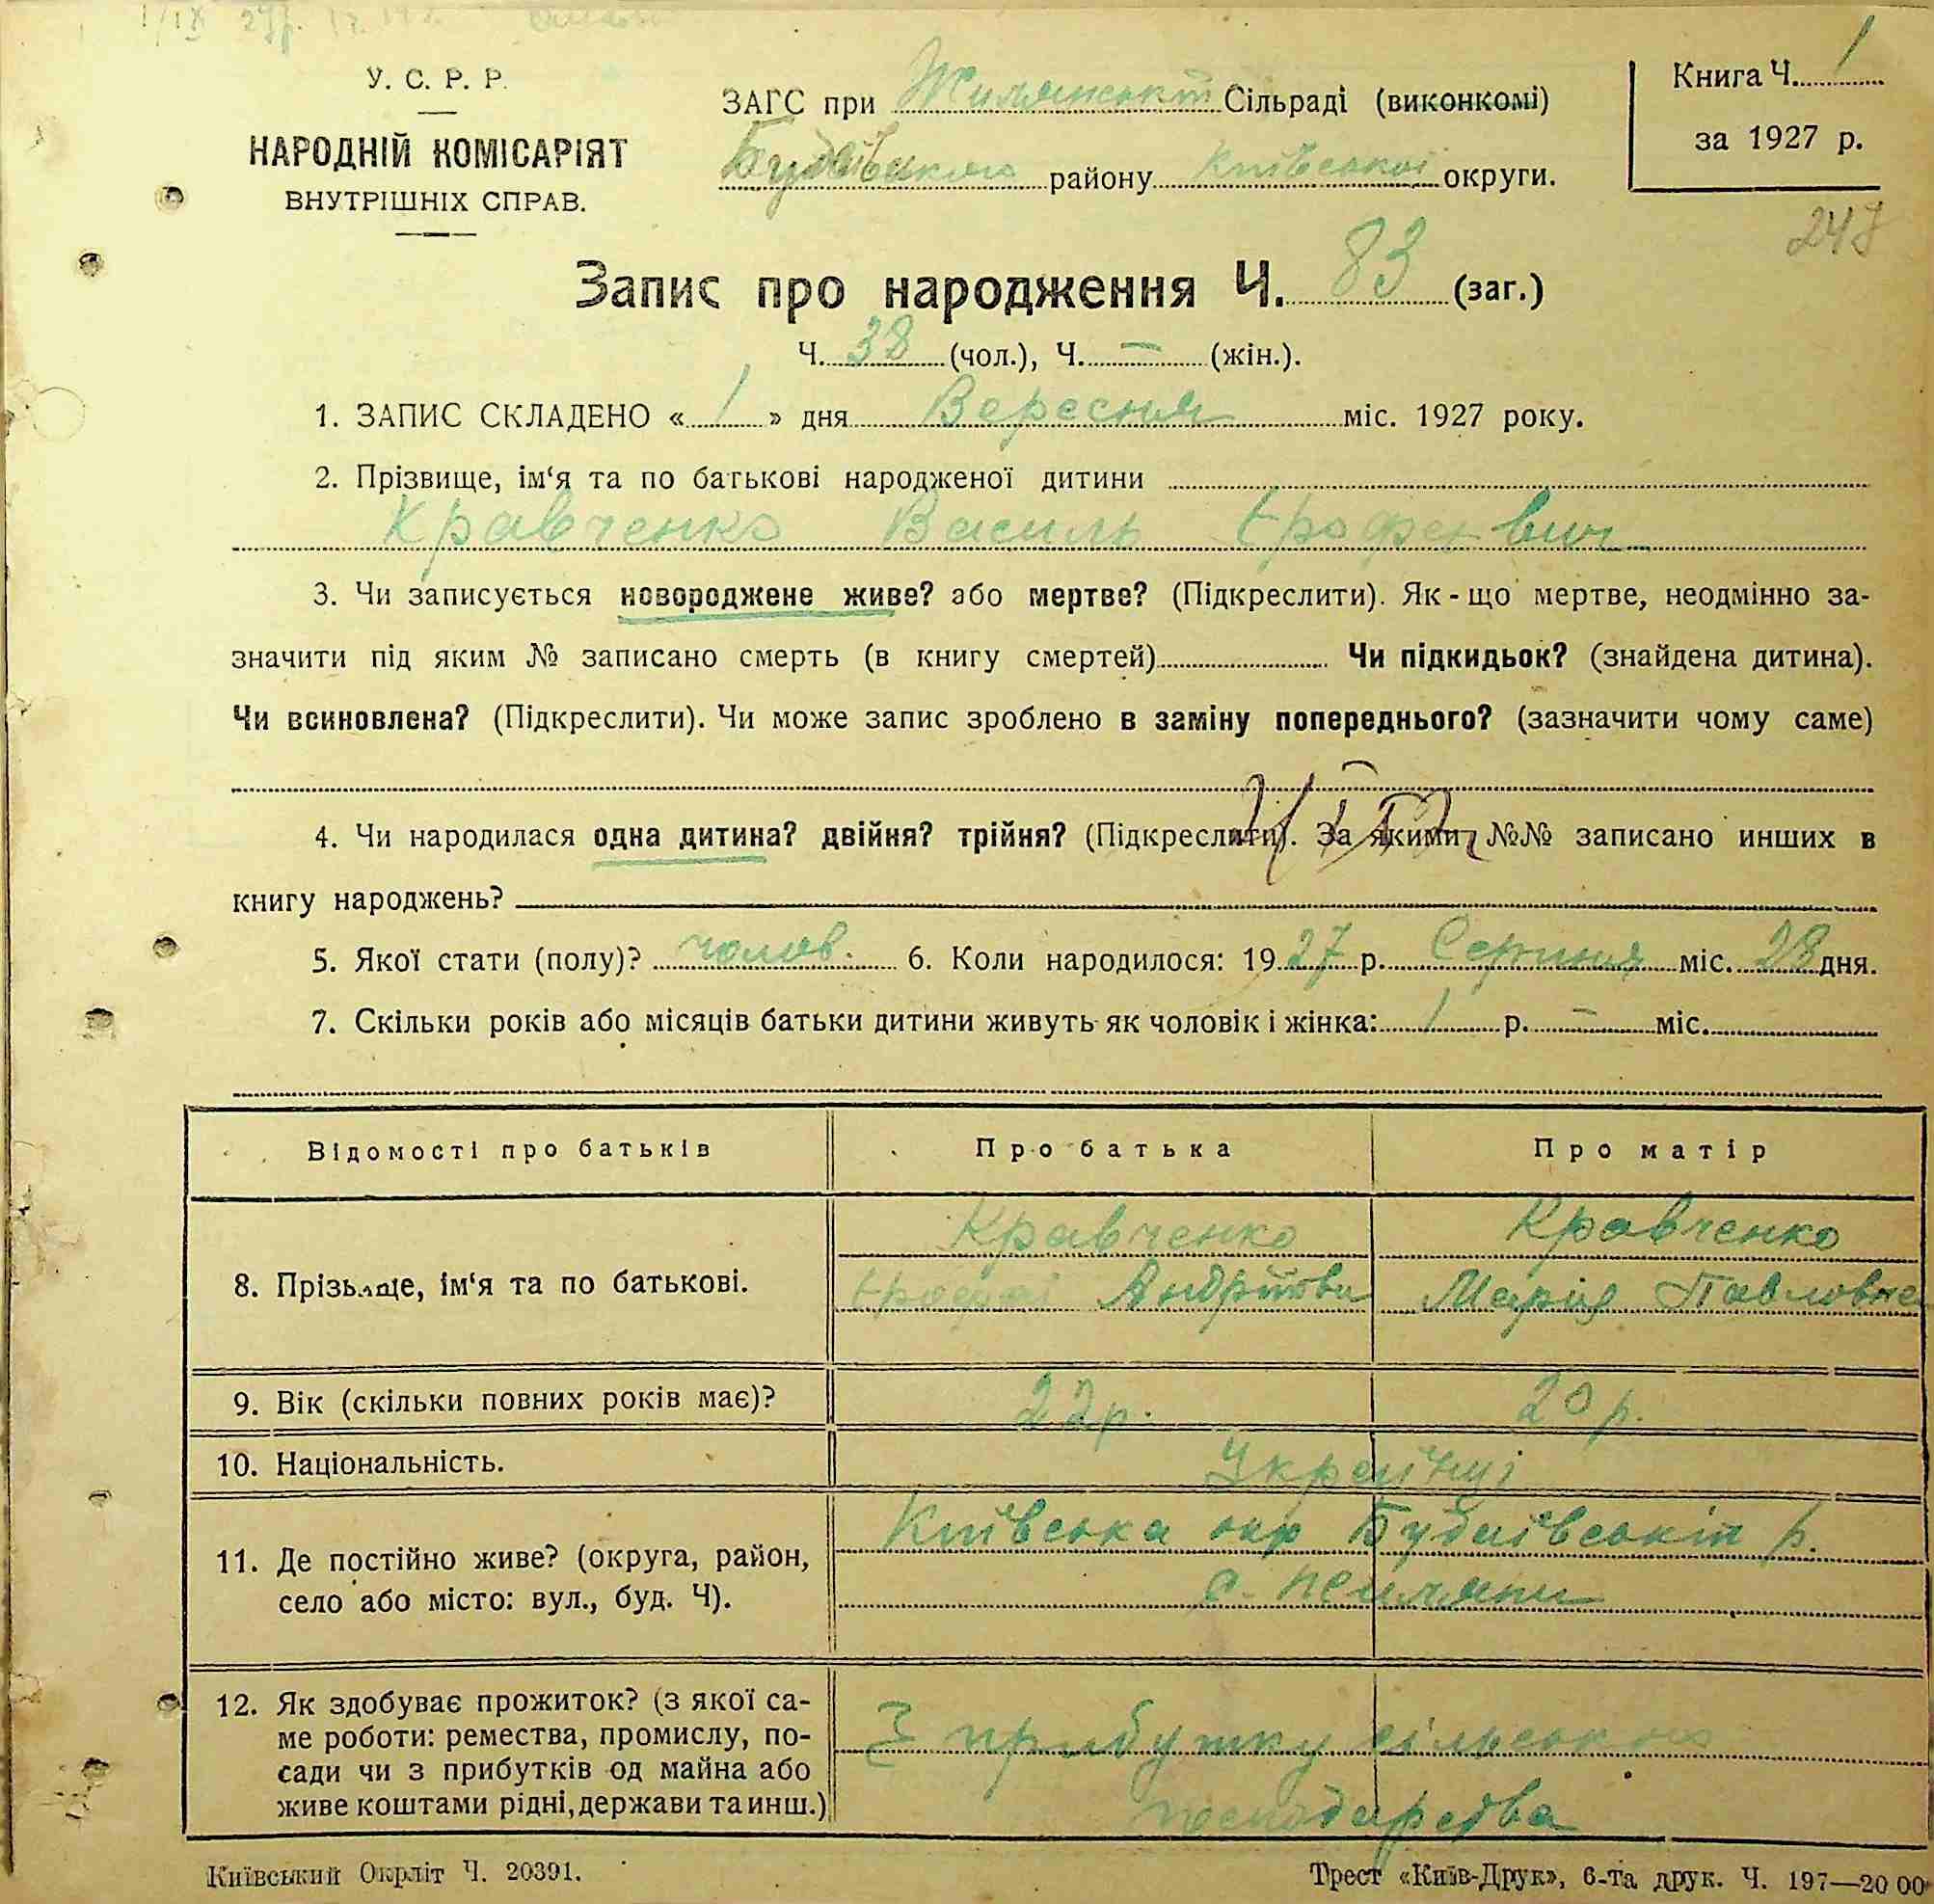 У. С. Р. Р.
НАРОДНІЙ КОМІСАРІЯТ
ВНУТРІШНІХ СПРАВ.
ЗАГС при Жилянській Сільраді (виконкомі)
Будаївського району Київської округи.
Книга Ч. 1
за 1927 р.
247
Запис про народження Ч. 83 (заг.)
Ч. 38 (чол.), Ч. — (жін.).
1. ЗАПИС СКЛАДЕНО « 1 » дня Вересня міс. 1927 року.
2. Прізвище, ім‘я та по батькові народженої дитини
Кравченко Василь
3. Чи записується новороджене живе? або мертве? (Підкреслити). Як-що мертве, неодмінно за-
значити під яким № записано смерть (в книгу смертей) Чи підкидьок? (знайдена дитина).
Чи всиновлена? (Підкреслити). Чи може запис зроблено в заміну попереднього? (зазначити чому саме)
4. Чи народилася одна дитина? двійня? трійня? (Підкреслити). За якими №№ записано инших в
книгу народжень?
5. Якої стати (полу)? чолов. 6. Коли народилося: 1927 р. Серпння міс. 28 дня.
7. Скільки років або місяців батьки дитини живуть як чоловік і жінка: 1 р. — міс.
Відомості про батьків Про батька Про матір
8. Прізвище, ім‘я та по батькові.
Кравченко Кравченко
Марія Павловна
9. Вік (скільки повних років має)? 22 р. 20 р.
10. Національність. Українці
11. Де постійно живе? (округа, район,
село або місто: вул., буд. Ч).
Київська окр Будаївський р.
с. Жиляни
12. Як здобуває прожиток? (з якої са-
ме роботи: ремества, промислу, по-
сади чи з прибутків од майна або
живе коштами рідні, держави та инш.)
З прибутку сільського
господарства
Київський Окрліт Ч. 20391.
Трест «Київ-Друк», 6-та друк. Ч. 197—20 00